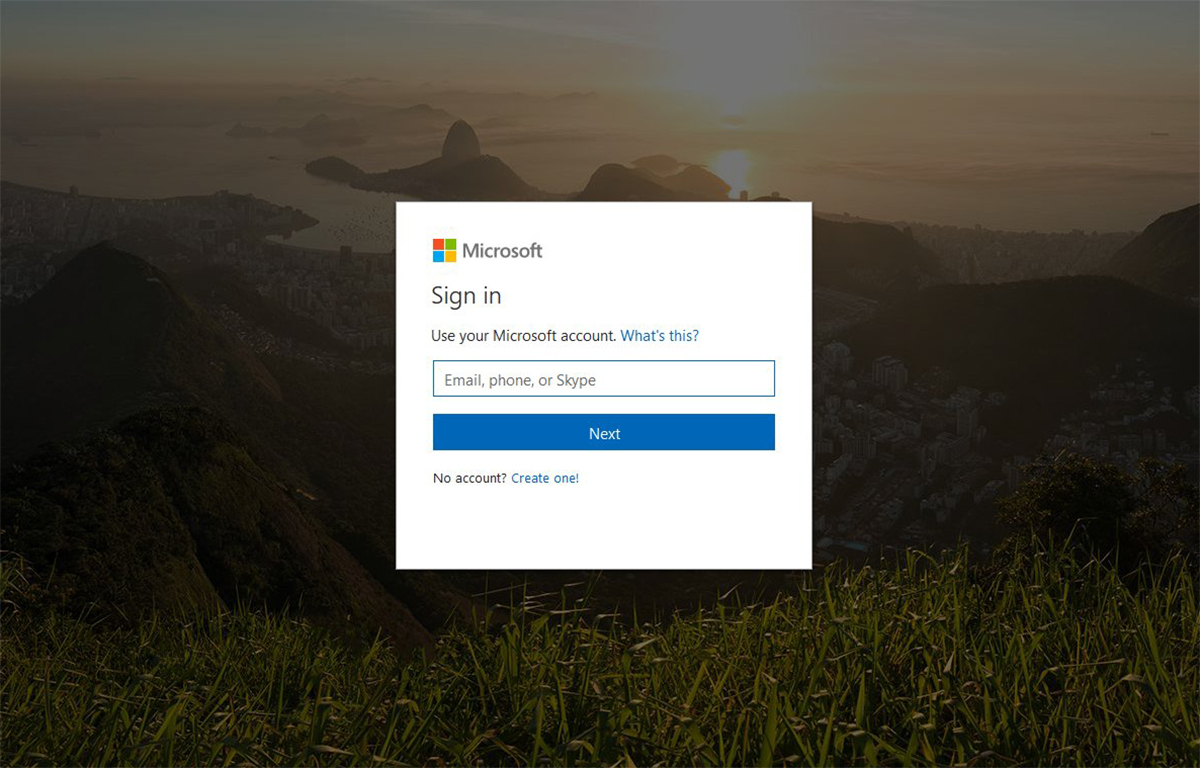 Microsoft
Sign in
Use your Microsoft account. What's this?
Email, phone, or Skype
Next
No account? Create one!